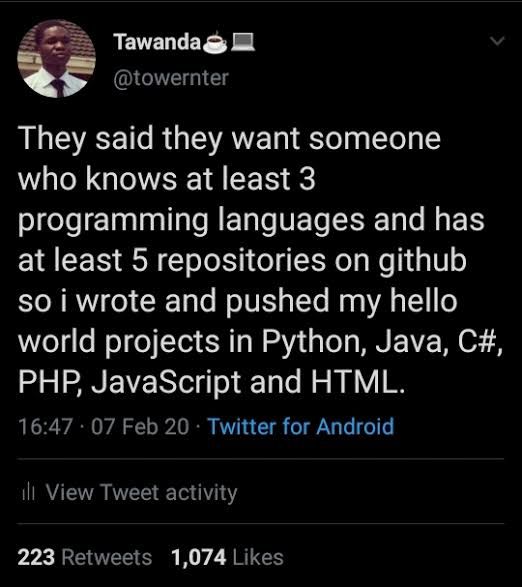 Tawanda☕💻
@towernter
They said they want someone
who knows at least 3
programming languages and has
at least 5 repositories on github
so i wrote and pushed my hello
world projects in Python, Java, C#,
PHP, JavaScript and HTML.
16:47 · 07 Feb 20 · Twitter for Android
View Tweet activity
223 Retweets 1,074 Likes